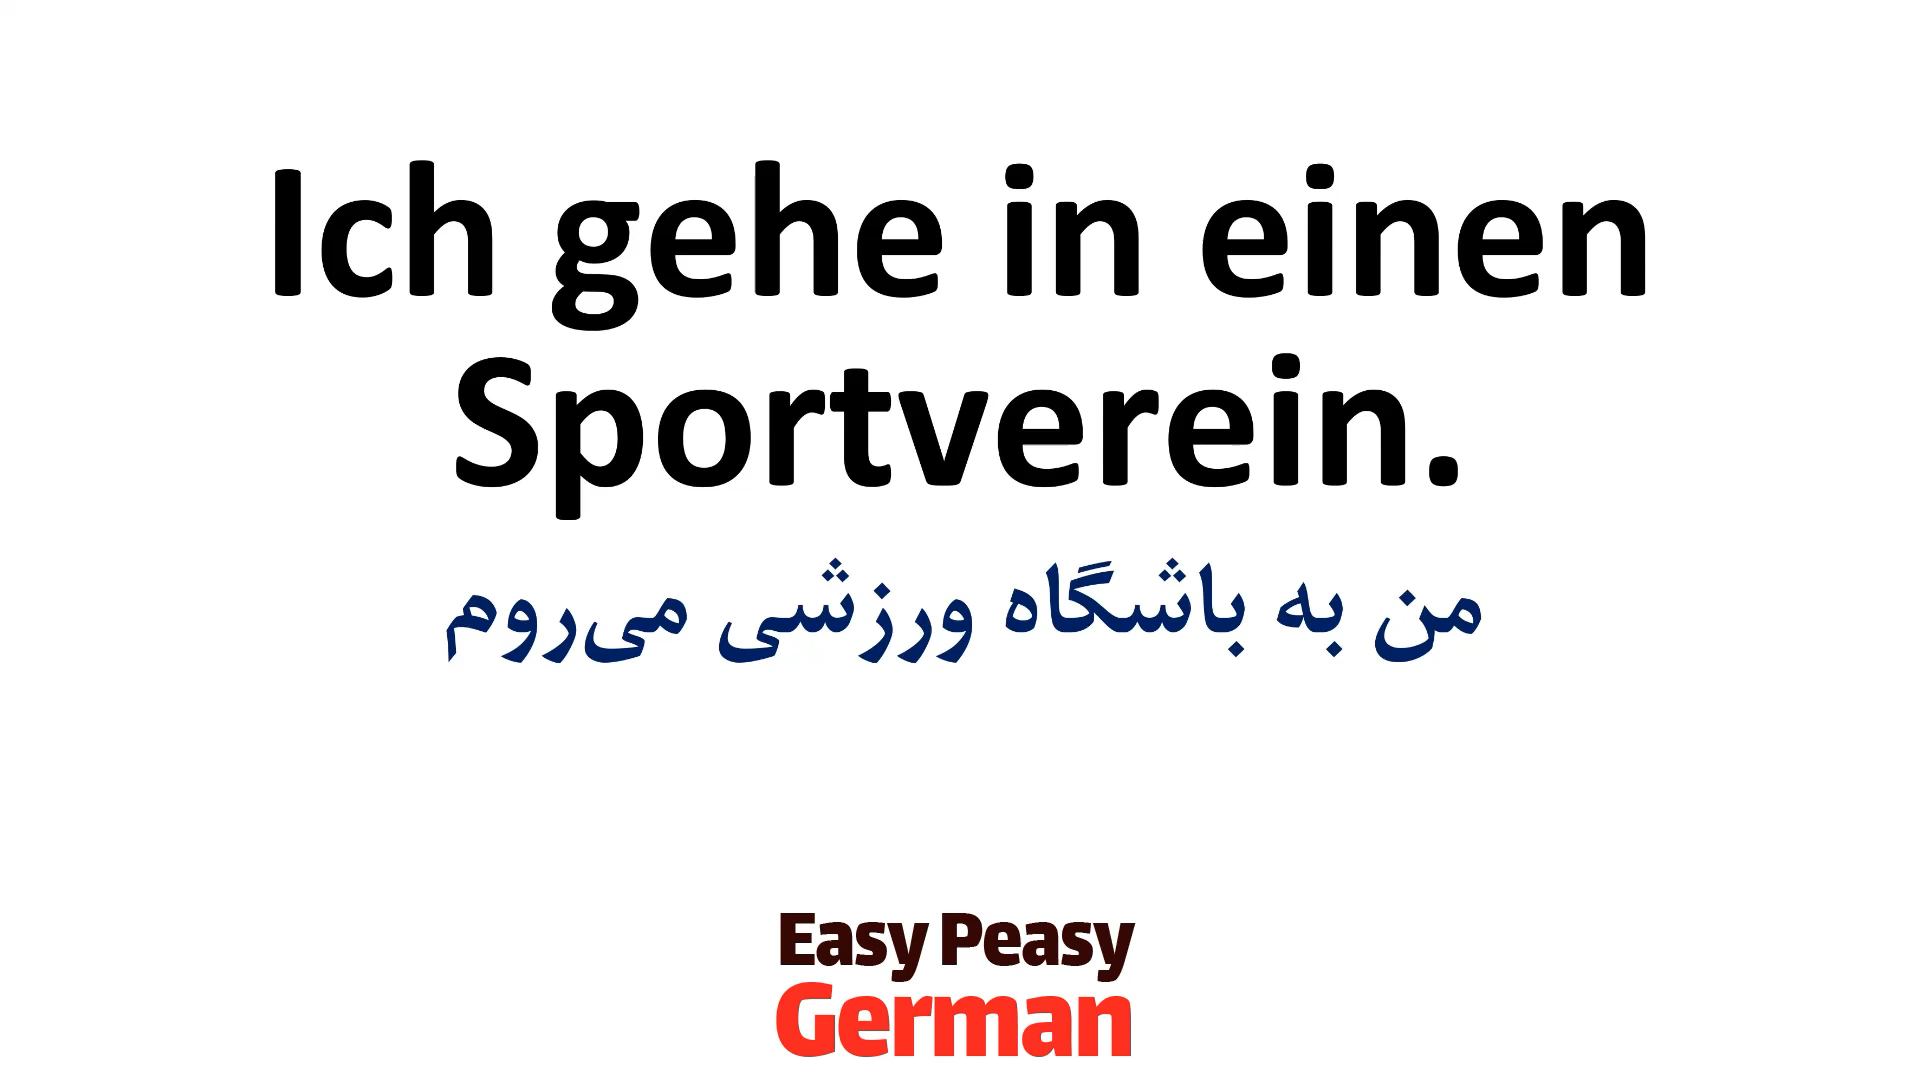 Ich gehe in einen
Sportverein.
من به باشگاه ورزشی می‌روم
Easy Peasy
German